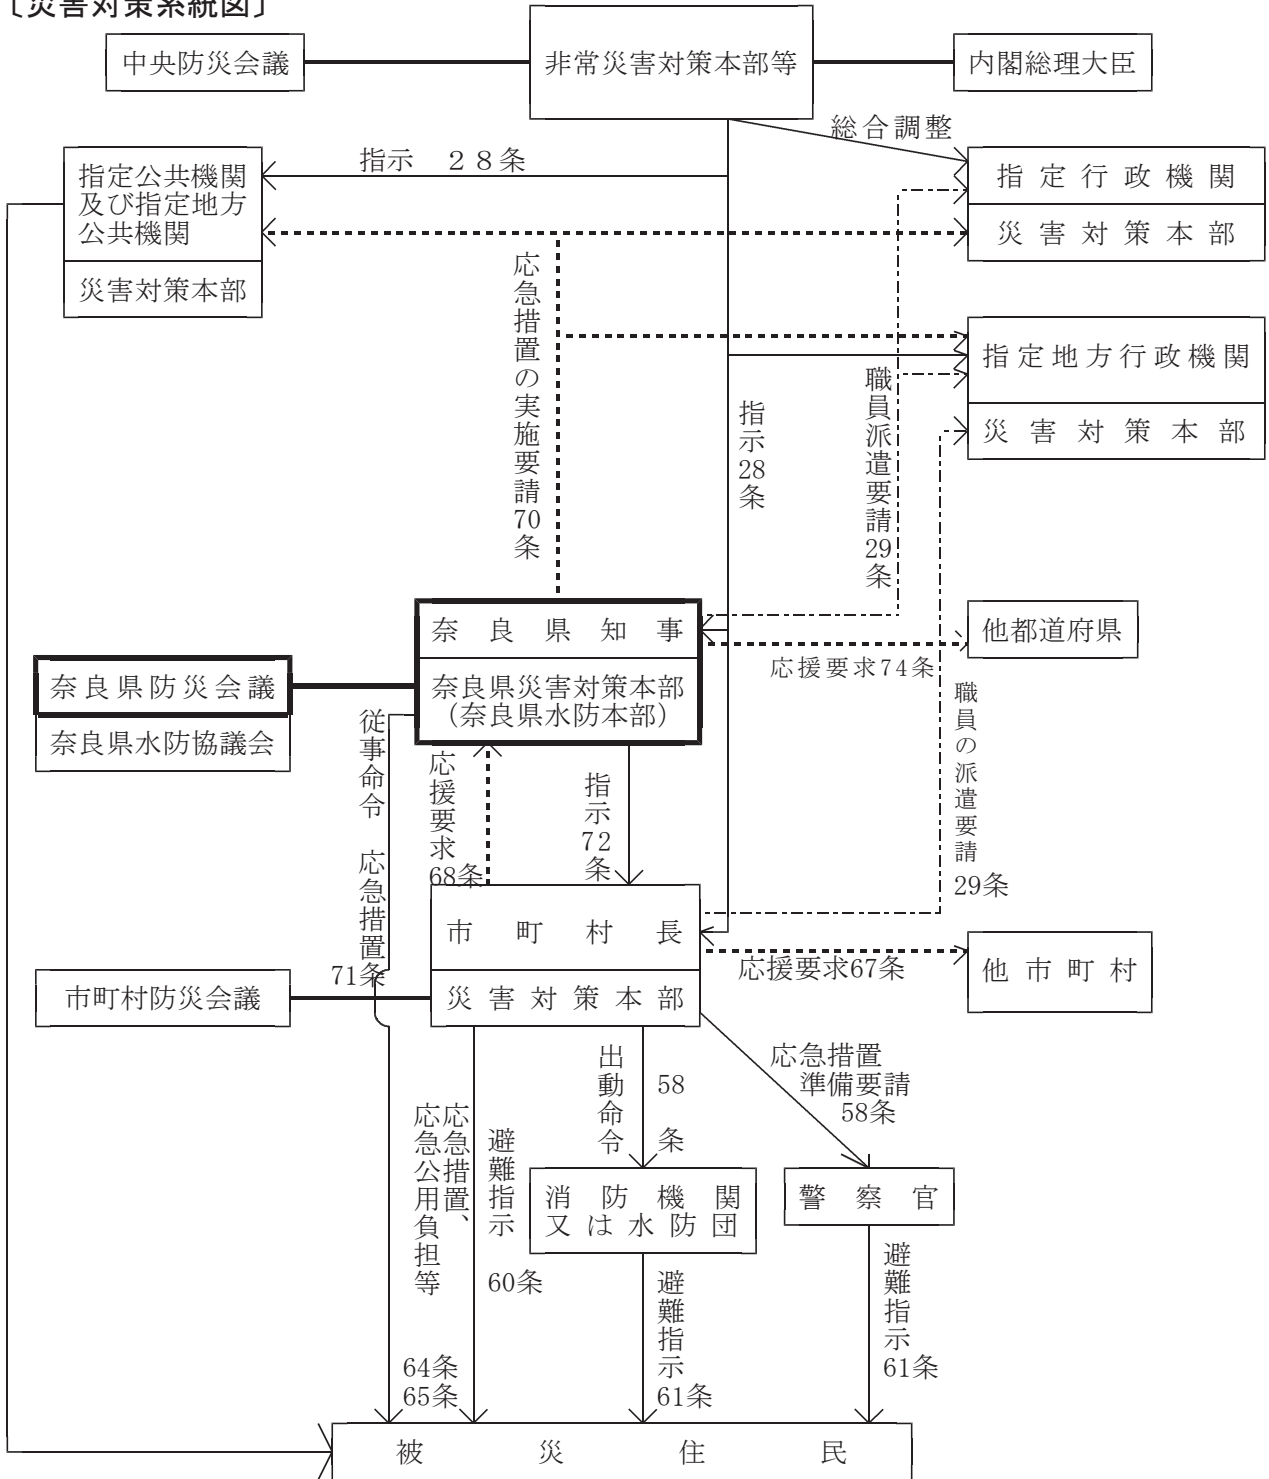 〔災害対策系統図〕
中央防災会議
非常災害対策本部等
内閣総理大臣
総合調整
指示 28条
指定公共機関
及び指定地方
公共機関
災害対策本部
指定行政機関
災害対策本部
応急措置の実施要請70条
指定地方行政機関
災害対策本部
指示28条
職員派遣要請29条
奈良県知事
奈良県災害対策本部
（奈良県水防本部）
他都道府県
応援要求74条
奈良県防災会議
奈良県水防協議会
従事命令 応急措置
71条
応援要求
68条
指示72条
職員の派遣要請
29条
市町村長
災害対策本部
応援要求67条
他市町村
市町村防災会議
応急措置、
応急公用負担等
64条
65条
避難指示
60条
出動命令
58条
応急措置
準備要請
58条
消防機関
又は水防団
警察官
避難指示
61条
避難指示
61条
被災住民